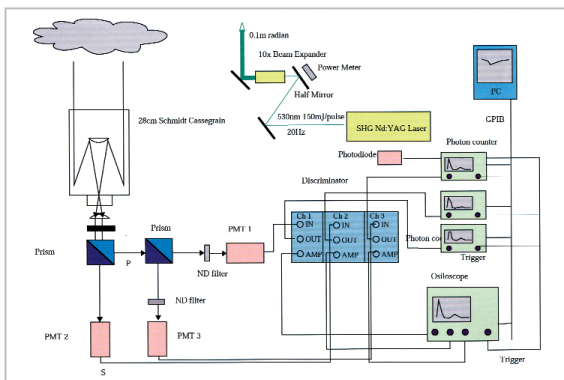 0.1m radian
10x Beam Expander
Power Meter
Half Mirror
530nm 150mJ/pulse
20Hz
SHG Nd:YAG Laser
PC
GPIB
28cm Schmidt Cassegrain
Photodiode
Photon counter
Discriminator
Ch 1
Ch 2
Ch 3
IN
IN
IN
OUT
OUT
OUT
AMP
AMP
AMP
Photon co
Trigger
Prism
Prism
P
ND filter
PMT 1
ND filter
PMT 2
PMT 3
S
Osiloscope
Trigger